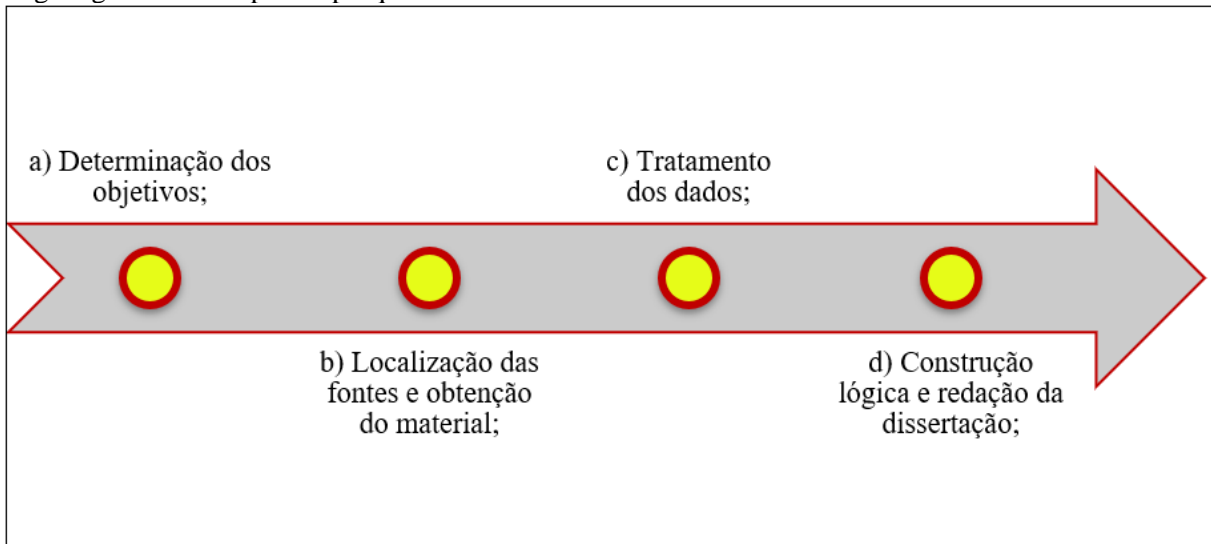 a) Determinação dos
objetivos;
b) Localização das
fontes e obtenção
do material;
c) Tratamento
dos dados;
d) Construção
lógica e redação da
dissertação;